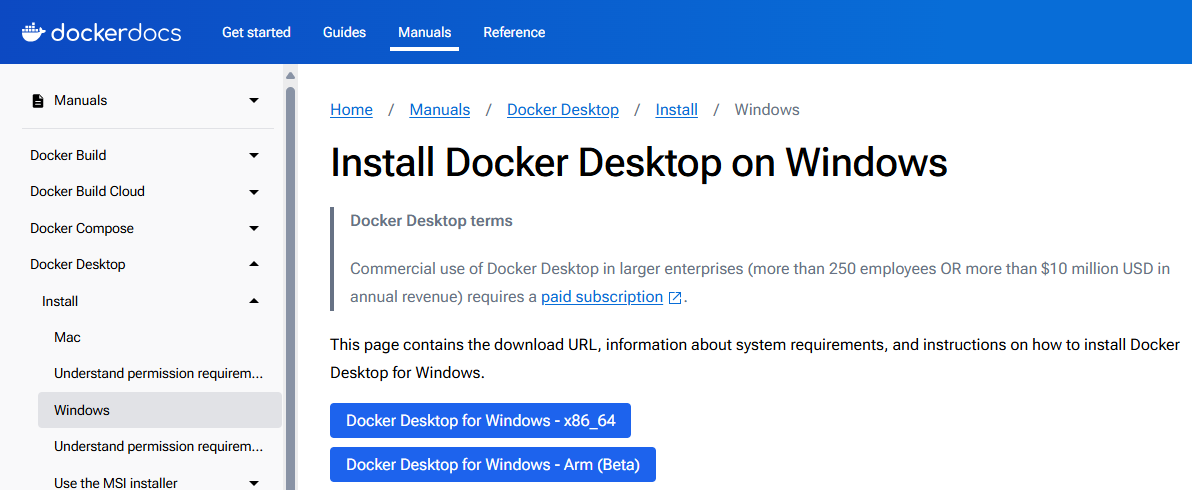 dockerdocs
Get started
Guides
Manuals
Reference
Manuals
Docker Build
Docker Build Cloud
Docker Compose
Docker Desktop
Install
Mac
Understand permission requirem...
Windows
Understand permission requirem...
Use the MSI installer
Home / Manuals / Docker Desktop / Install / Windows
Install Docker Desktop on Windows
Docker Desktop terms
Commercial use of Docker Desktop in larger enterprises (more than 250 employees OR more than $10 million USD in
annual revenue) requires a paid subscription.
This page contains the download URL, information about system requirements, and instructions on how to install Docker
Desktop for Windows.
Docker Desktop for Windows - x86_64
Docker Desktop for Windows - Arm (Beta)